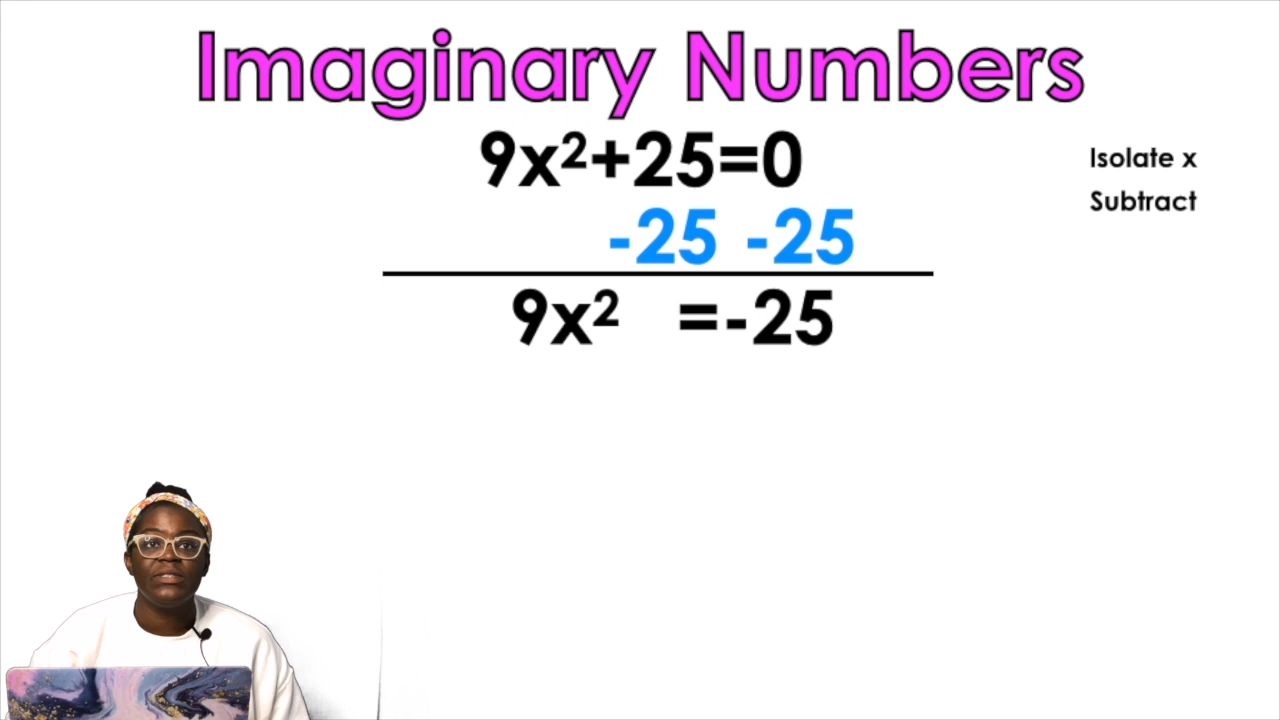 Imaginary Numbers
9x²+25=0
Isolate x
-25 -25
Subtract
9x² =-25